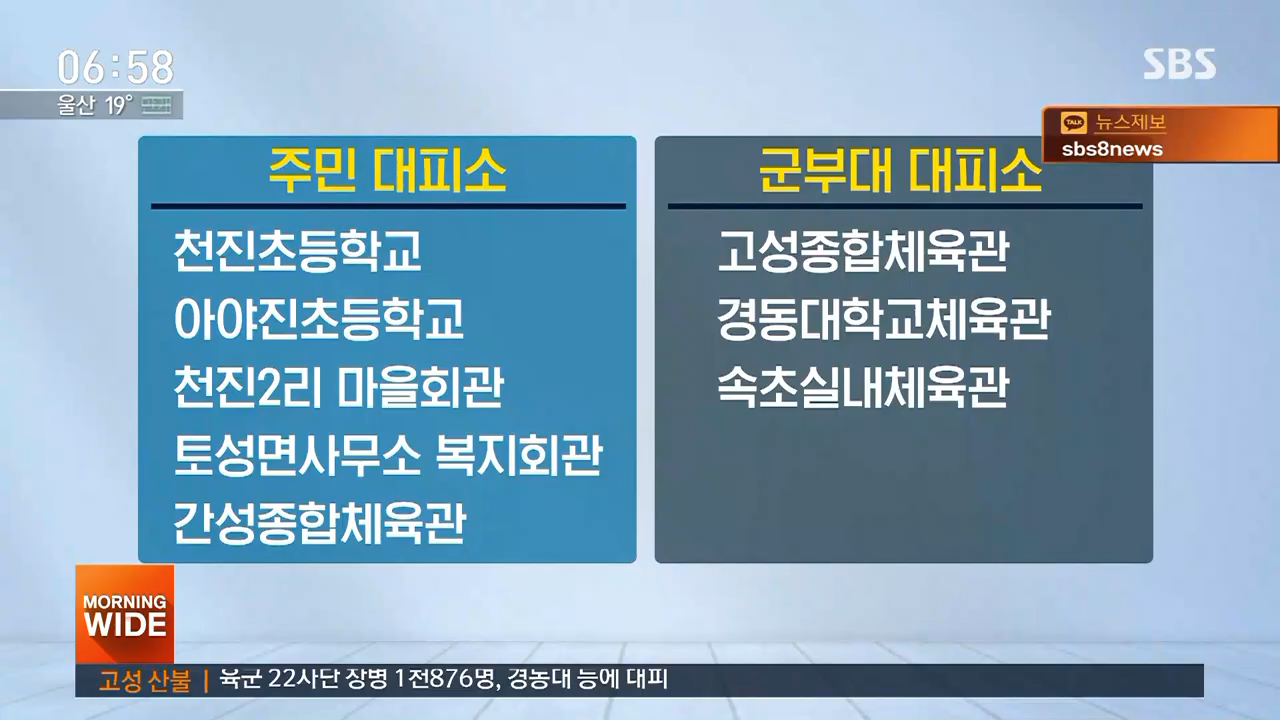 06:58
SBS
울산 19°
TALK 뉴스제보
sbs8news
주민 대피소
천진초등학교
아야진초등학교
천진2리 마을회관
토성면사무소 복지회관
간성종합체육관
군부대 대피소
고성종합체육관
경동대학교체육관
속초실내체육관
MORNING
WIDE
고성 산불 | 육군 22사단 장병 1천876명, 경동대 등에 대피